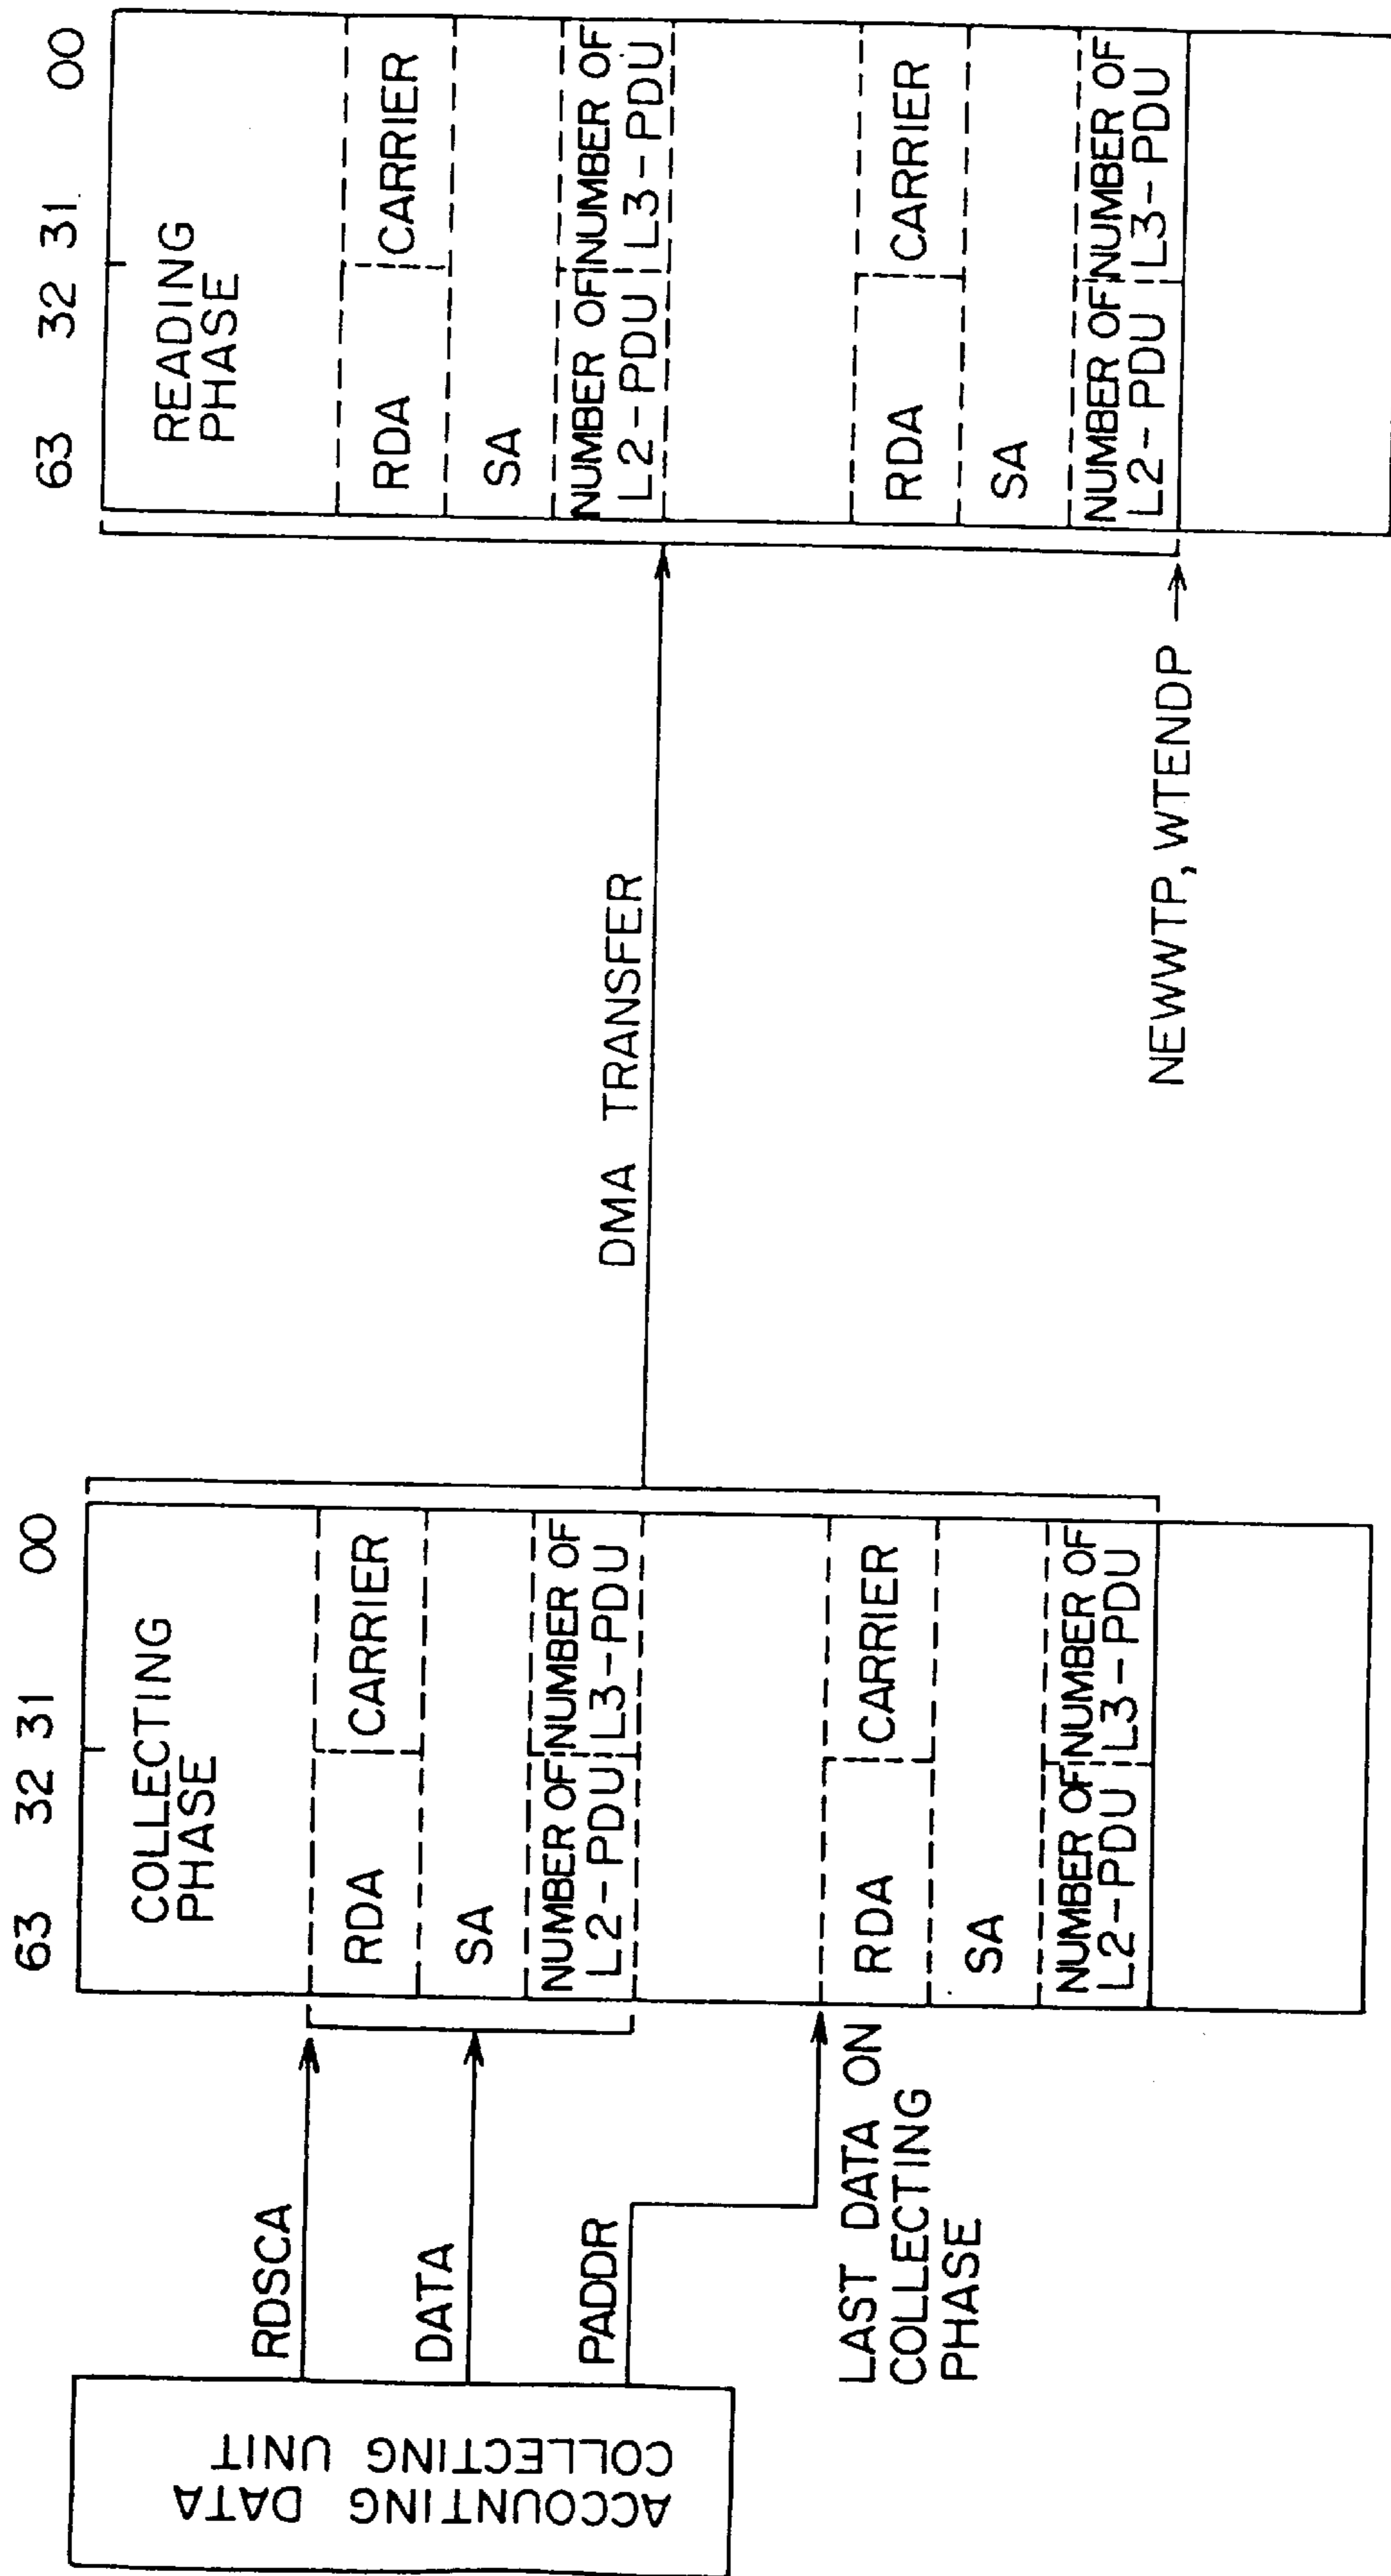 ACCOUNTING DATA
COLLECTING UNIT
RDSCA
DATA
PADDR
LAST DATA ON
COLLECTING
PHASE
63 32 31 00
COLLECTING
PHASE
RDA CARRIER
SA
NUMBER OF NUMBER OF
L2-PDU L3-PDU
RDA CARRIER
SA
NUMBER OF NUMBER OF
L2-PDU L3-PDU
DMA TRANSFER
NEWWTP, WTENDP
63 32 31 00
READING
PHASE
RDA CARRIER
SA
NUMBER OF NUMBER OF
L2-PDU L3-PDU
RDA CARRIER
SA
NUMBER OF NUMBER OF
L2-PDU L3-PDU